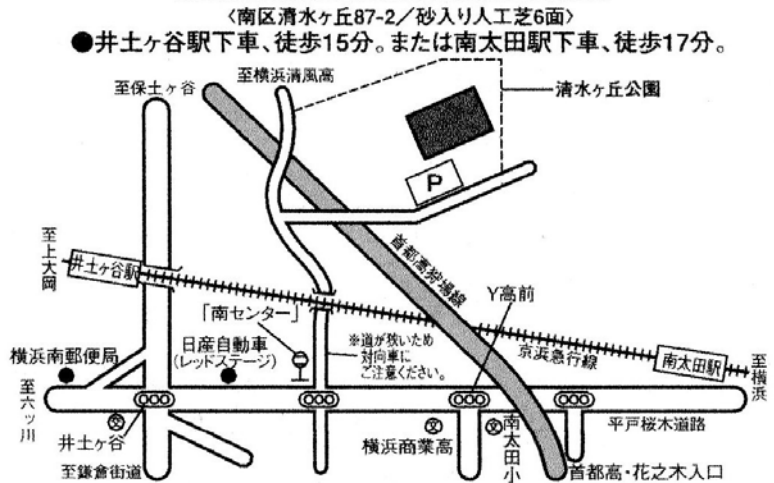 〈南区清水ヶ丘87-2／砂入り人工芝6面〉
●井土ヶ谷駅下車、徒歩15分。または南太田駅下車、徒歩17分。
至保土ヶ谷
至横浜清風高
清水ヶ丘公園
P
至上大岡
井土ヶ谷駅
首都高狩場線
「南センター」
Y高前
横浜南郵便局
日産自動車
(レッドステージ)
※道が狭いため
対向車に
ご注意ください。
京浜急行線
南太田駅
至横浜
至六ッ川
井土ヶ谷
文
横浜商業高
文
文
南太田小
平戸桜木道路
至鎌倉街道
首都高・花之木入口